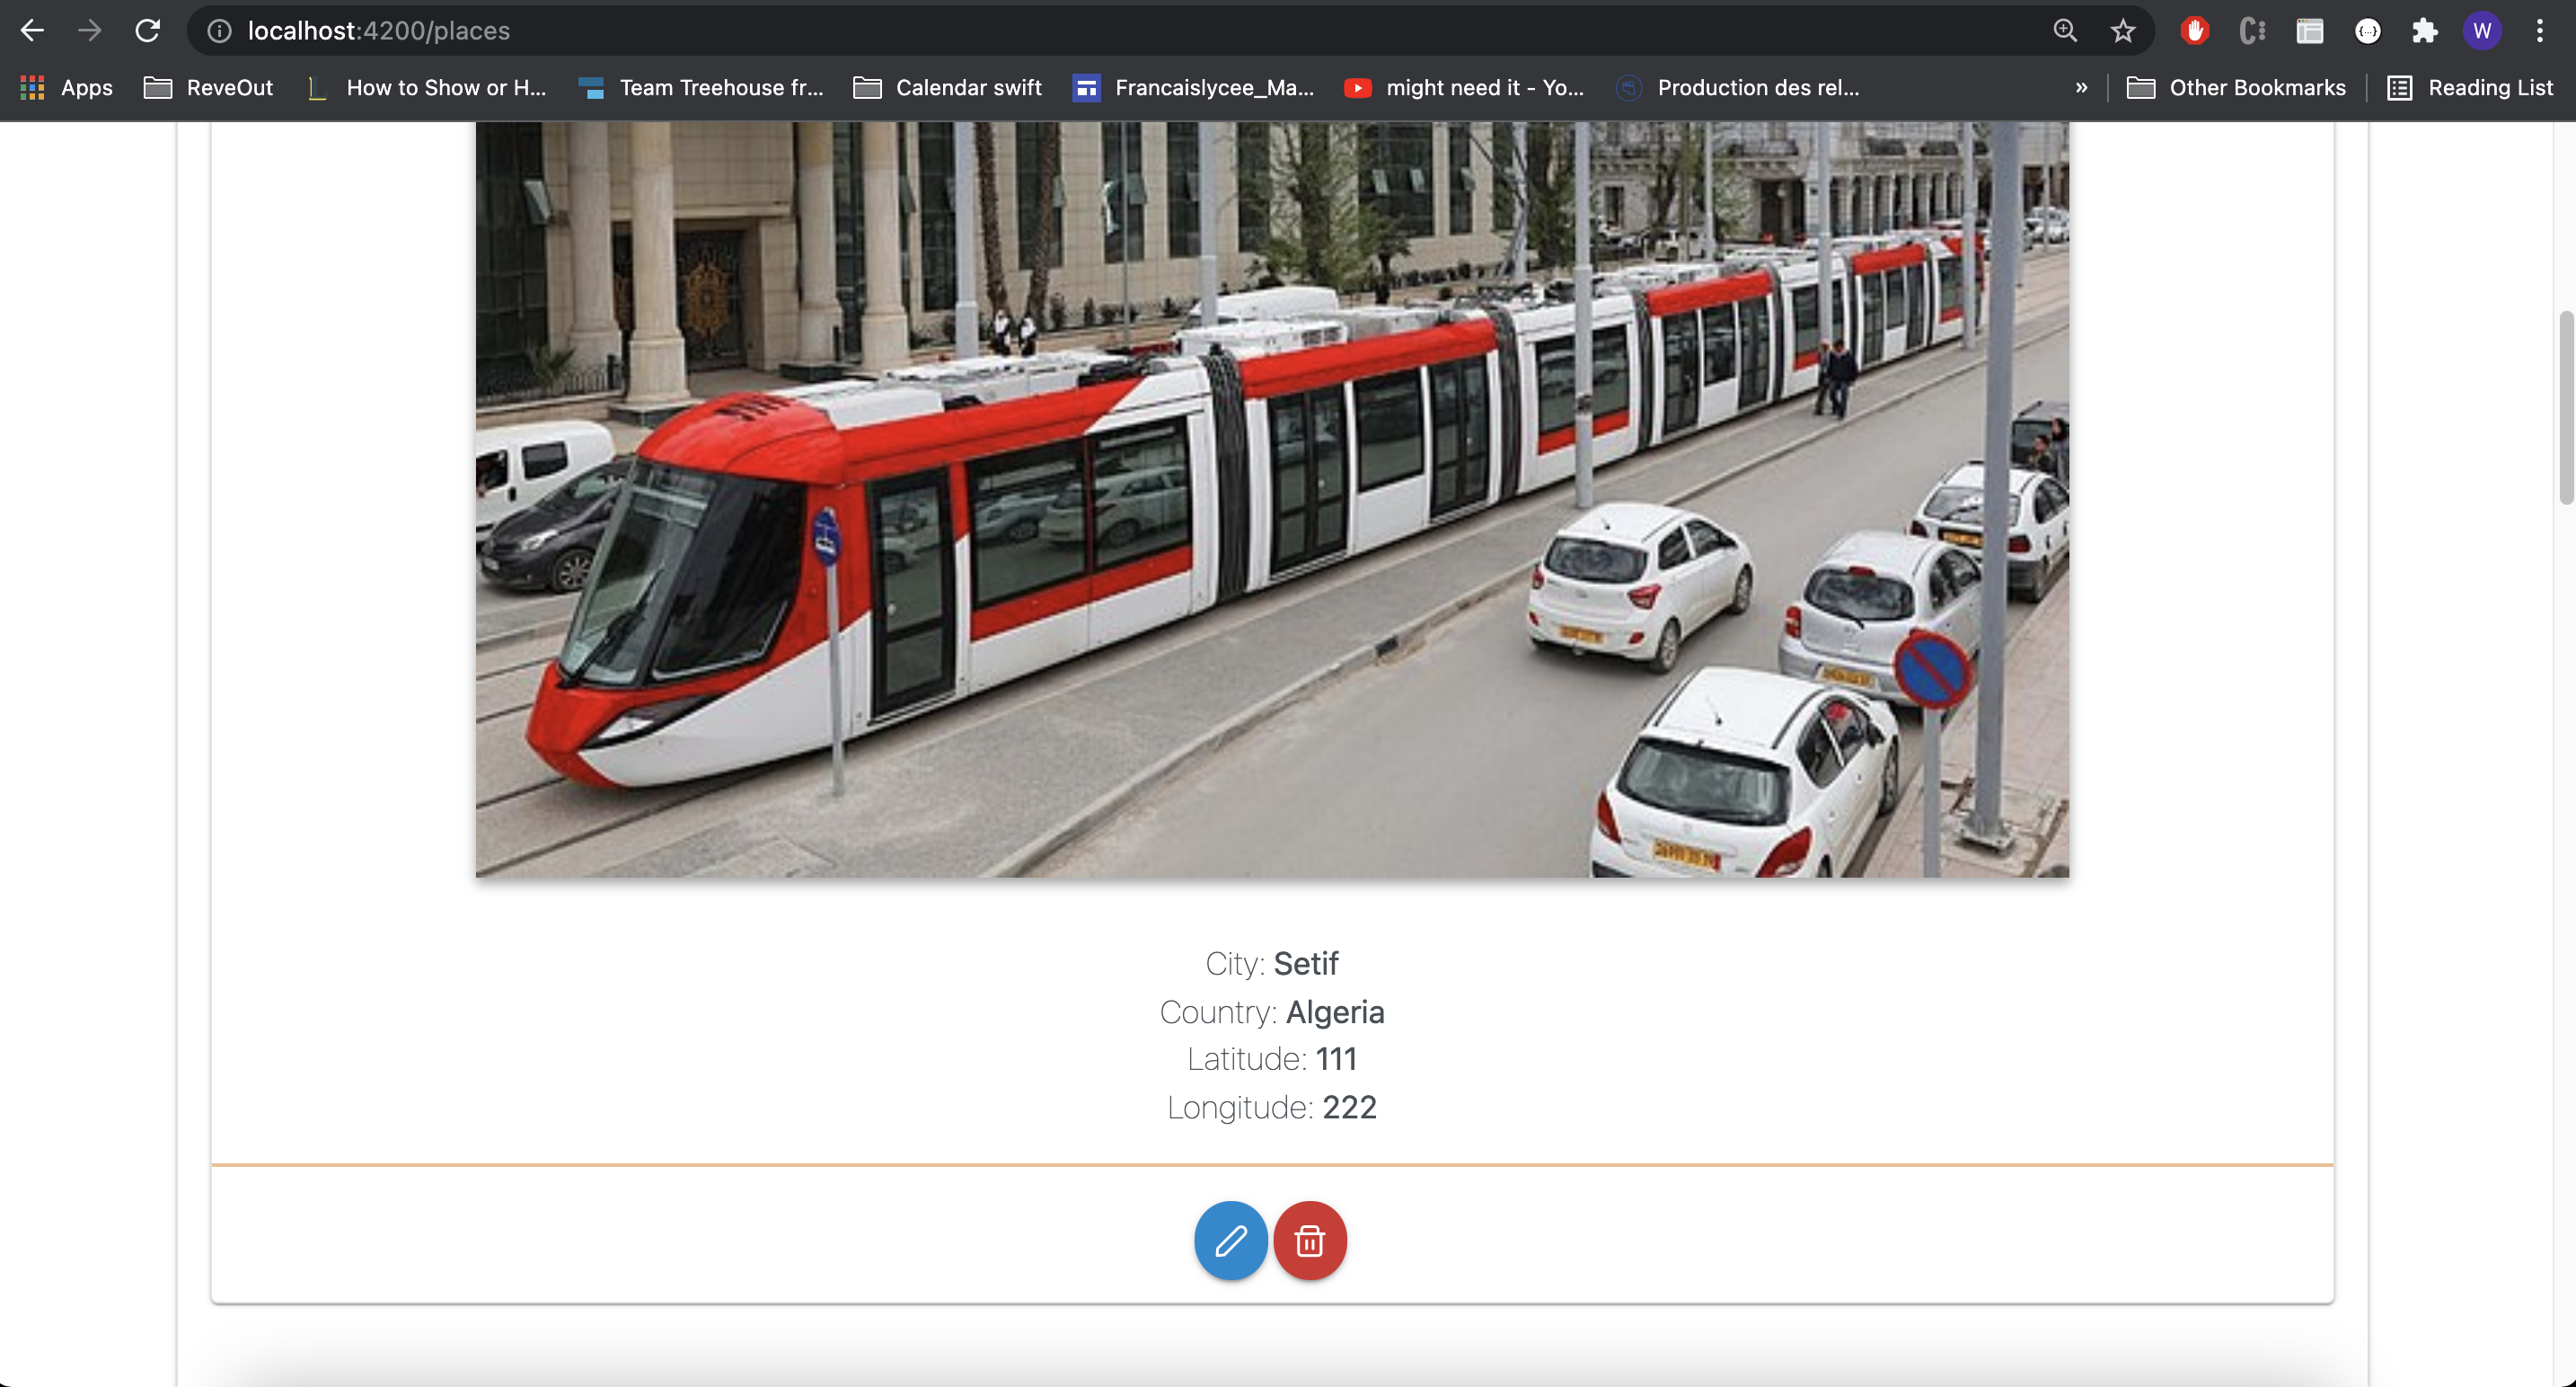 localhost:4200/places
W
Apps
ReveOut
How to Show or H...
Team Treehouse fr...
Calendar swift
Francaislycee_Ma...
might need it - Yo...
Production des rel...
»
Other Bookmarks
Reading List
City: Setif
Country: Algeria
Latitude: 111
Longitude: 222